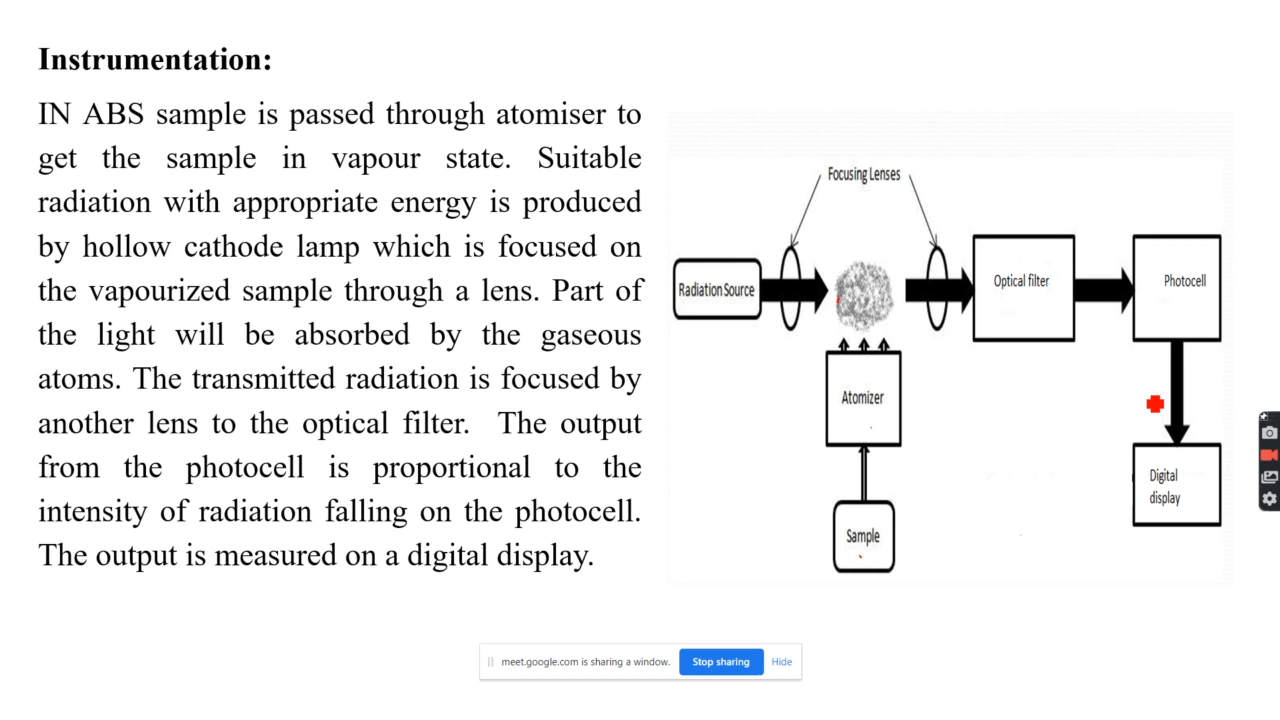 Instrumentation:
IN ABS sample is passed through atomiser to
get the sample in vapour state. Suitable
radiation with appropriate energy is produced
by hollow cathode lamp which is focused on
the vapourized sample through a lens. Part of
the light will be absorbed by the gaseous
atoms. The transmitted radiation is focused by
another lens to the optical filter. The output
from the photocell is proportional to the
intensity of radiation falling on the photocell.
The output is measured on a digital display.
Focusing Lenses
Radiation Source
Optical filter
Photocell
Atomizer
Digital
display
Sample
meet.google.com is sharing a window.
Stop sharing
Hide